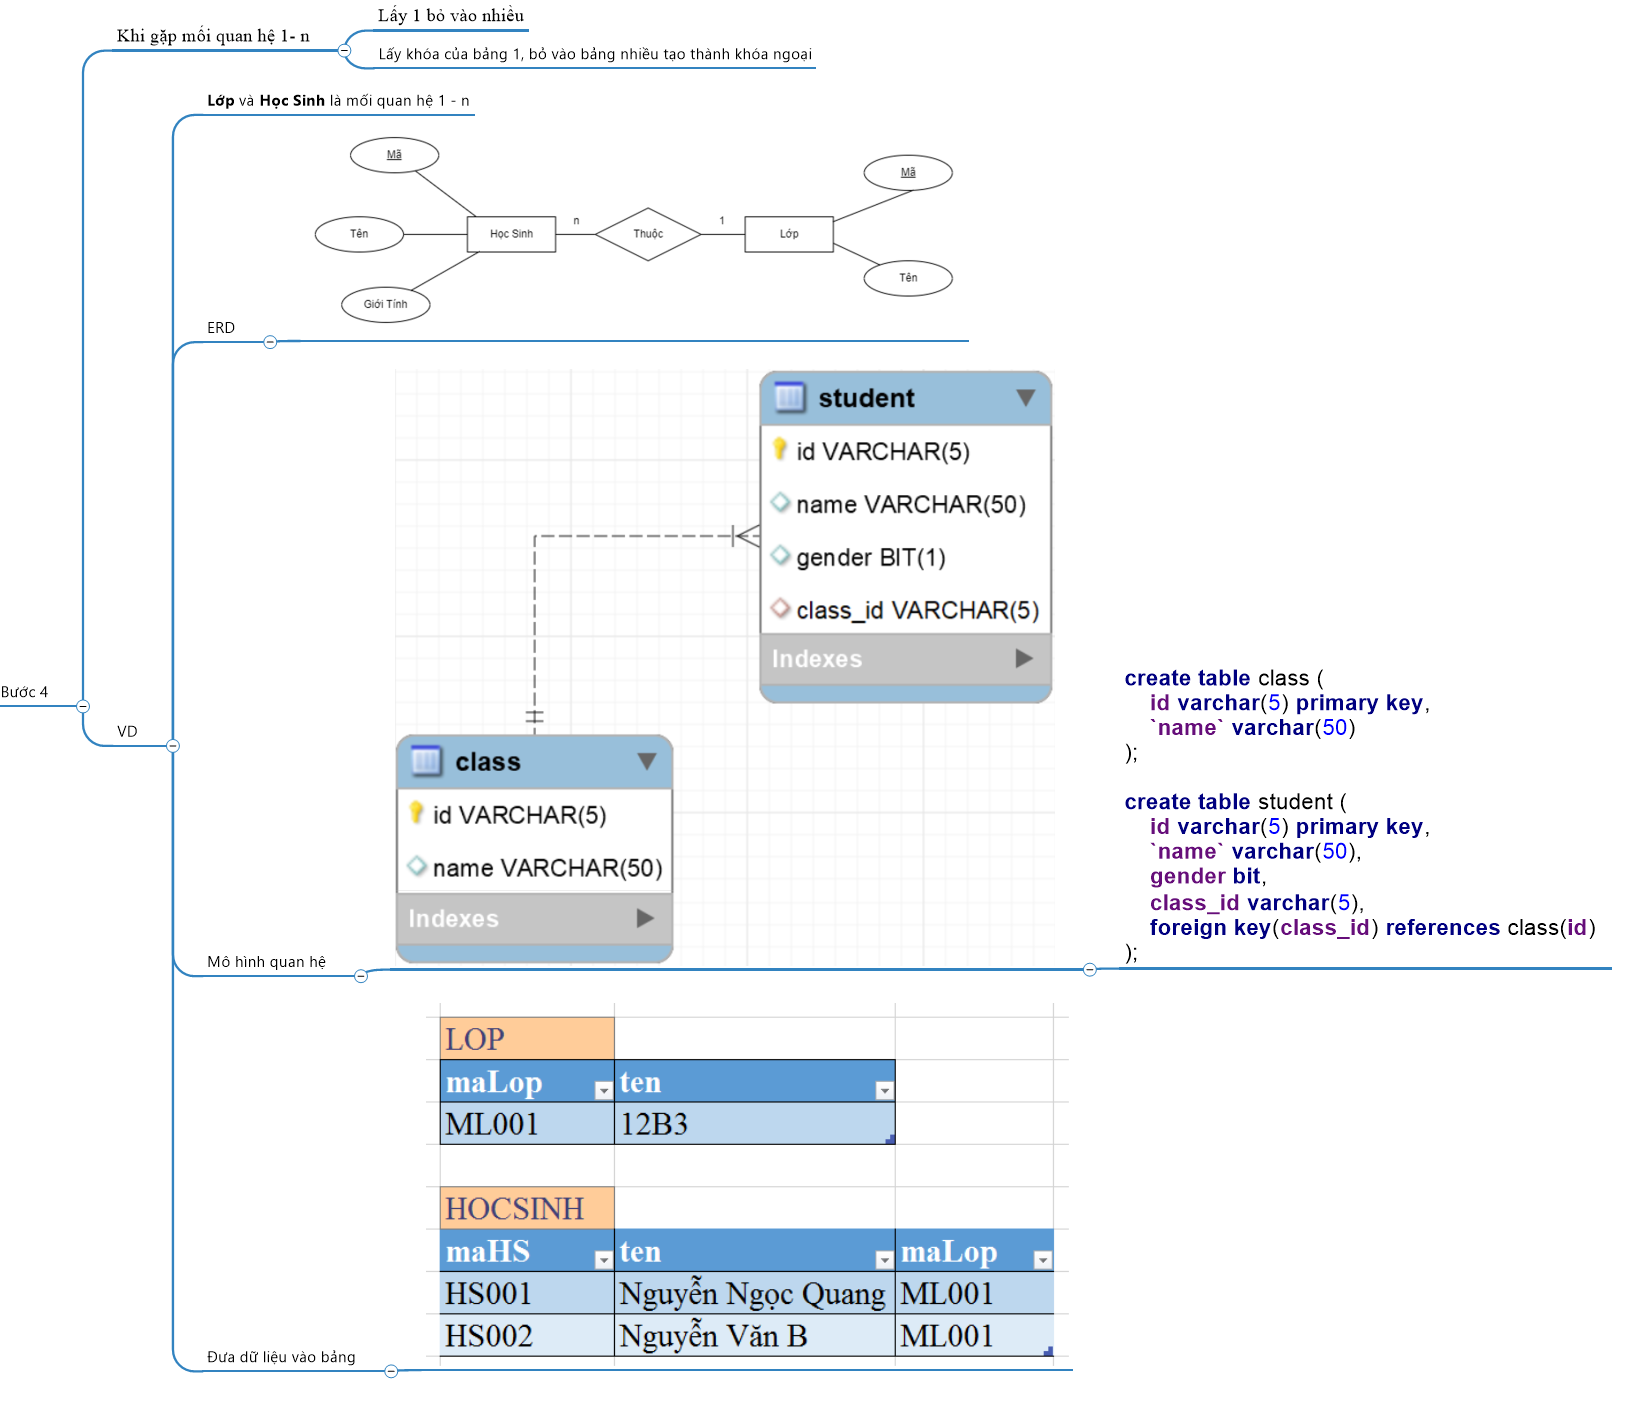 Bước 4
Khi gặp mối quan hệ 1- n
Lấy 1 bỏ vào nhiều
Lấy khóa của bảng 1, bỏ vào bảng nhiều tạo thành khóa ngoại
VD
Lớp và Học Sinh là mối quan hệ 1 - n
ERD
Mã
Tên
Giới Tính
Học Sinh
n
Thuộc
1
Lớp
Mã
Tên
Mô hình quan hệ
student
id VARCHAR(5)
name VARCHAR(50)
gender BIT(1)
class_id VARCHAR(5)
Indexes
class
id VARCHAR(5)
name VARCHAR(50)
Indexes
create table class (
id varchar(5) primary key,
`name` varchar(50)
);
create table student (
id varchar(5) primary key,
`name` varchar(50),
gender bit,
class_id varchar(5),
foreign key(class_id) references class(id)
);
Đưa dữ liệu vào bảng
LOP
maLop ten
ML001 12B3
HOCSINH
maHS ten maLop
HS001 Nguyễn Ngọc Quang ML001
HS002 Nguyễn Văn B ML001